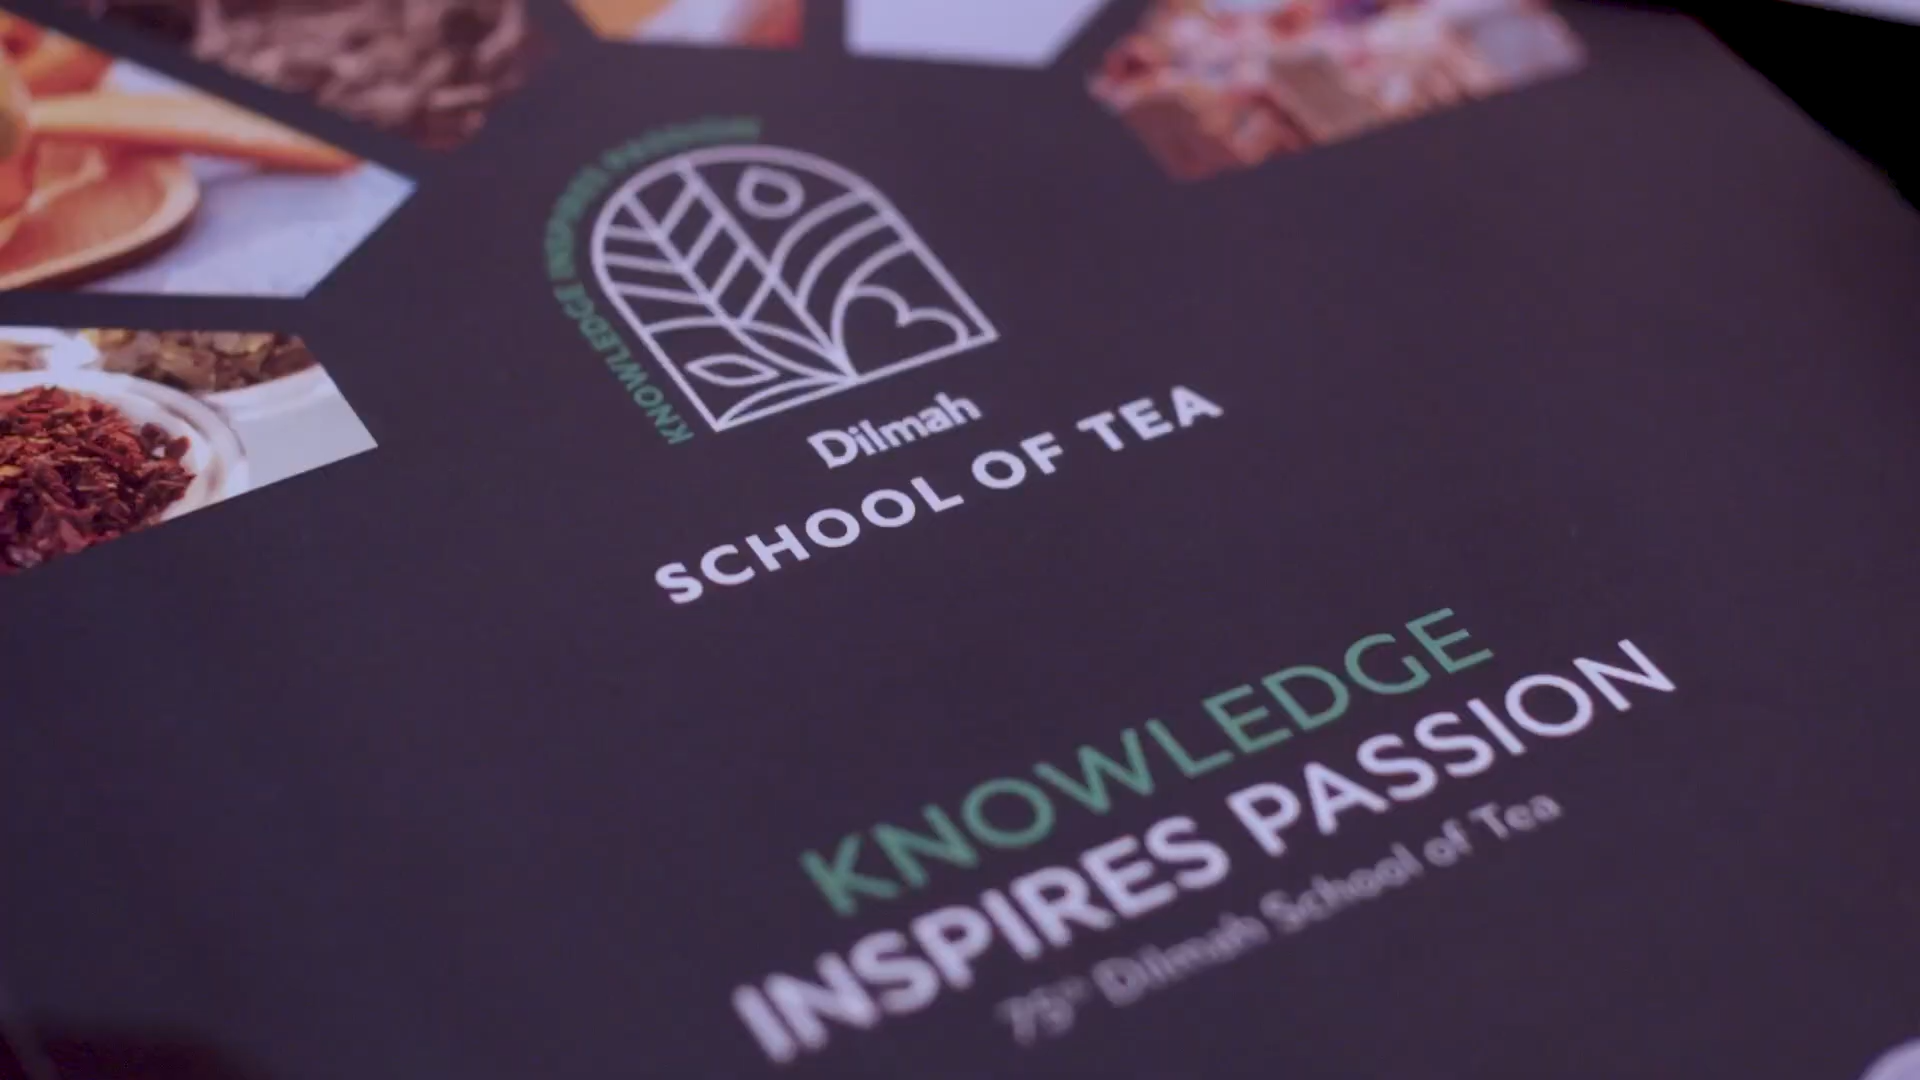 KNOWLEDGE INSPIRES PASSION
Dilmah
SCHOOL OF TEA
KNOWLEDGE
INSPIRES PASSION
75th Dilmah School of Tea